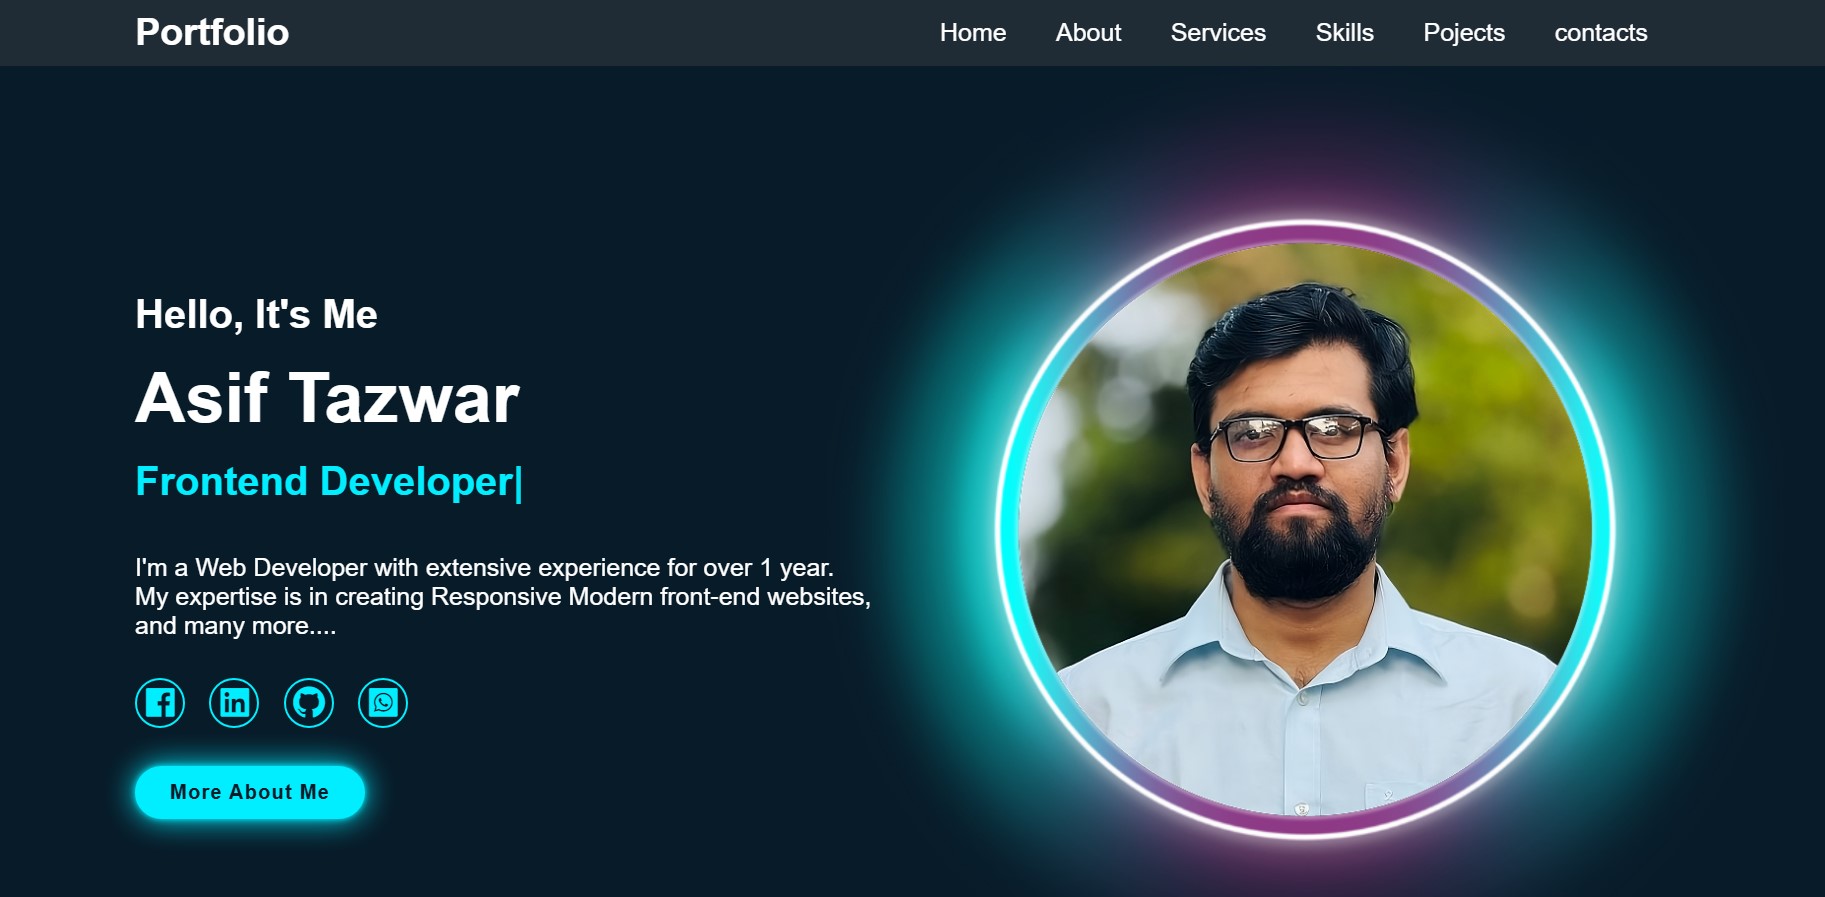 Portfolio
Home About Services Skills Pojects contacts
Hello, It's Me
Asif Tazwar
Frontend Developer|
I'm a Web Developer with extensive experience for over 1 year.
My expertise is in creating Responsive Modern front-end websites,
and many more....
More About Me